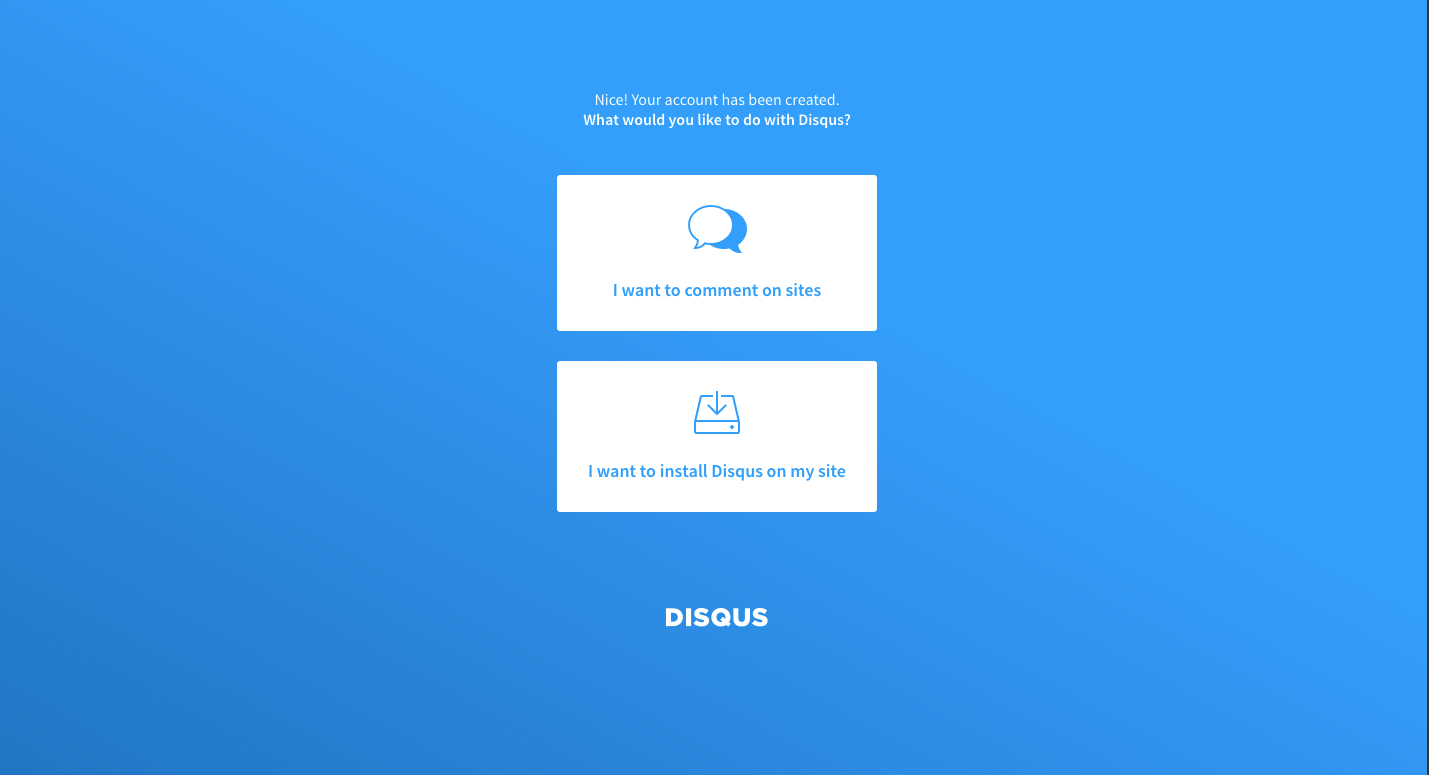 Nice! Your account has been created.
What would you like to do with Disqus?
I want to comment on sites
I want to install Disqus on my site
DISQUS